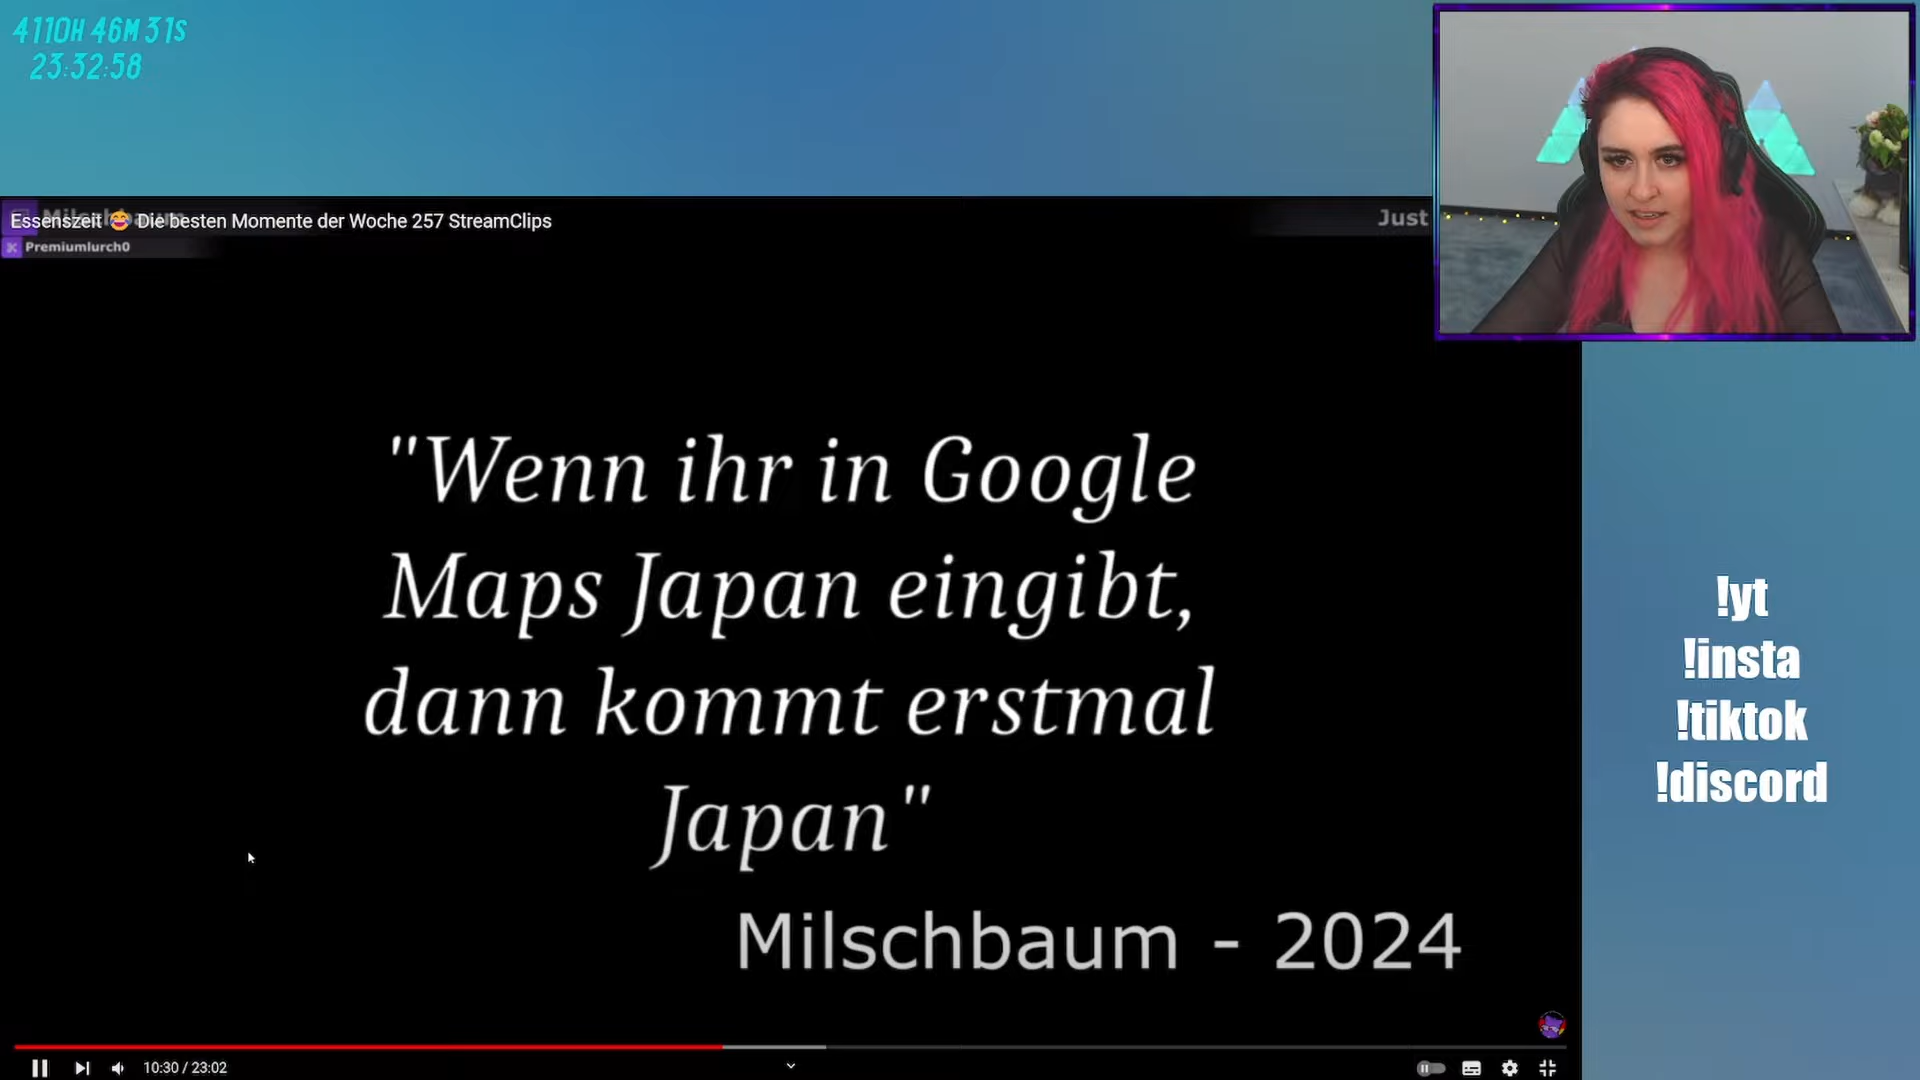 4110H 46M 31S
23:32:58
Essenszeit 😂 Die besten Momente der Woche 257 StreamClips
Just
Premiumlurch0
"Wenn ihr in Google
Maps Japan eingibt,
dann kommt erstmal
Japan"
Milschbaum - 2024
!yt
!insta
!tiktok
!discord
10:30 / 23:02